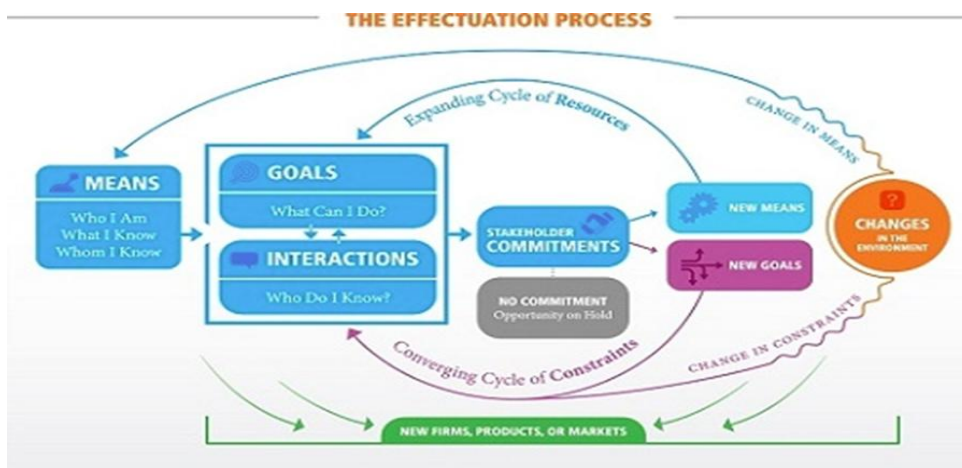 THE EFFECTUATION PROCESS
Expanding Cycle of Resources
CHANGE IN MEANS
MEANS
Who I Am
What I Know
Whom I Know
GOALS
What Can I Do?
INTERACTIONS
Who Do I Know?
STAKEHOLDER
COMMITMENTS
NO COMMITMENT
Opportunity on Hold
NEW MEANS
NEW GOALS
?
CHANGES
IN THE
ENVIRONMENT
Converging Cycle of Constraints
CHANGE IN CONSTRAINTS
NEW FIRMS, PRODUCTS, OR MARKETS